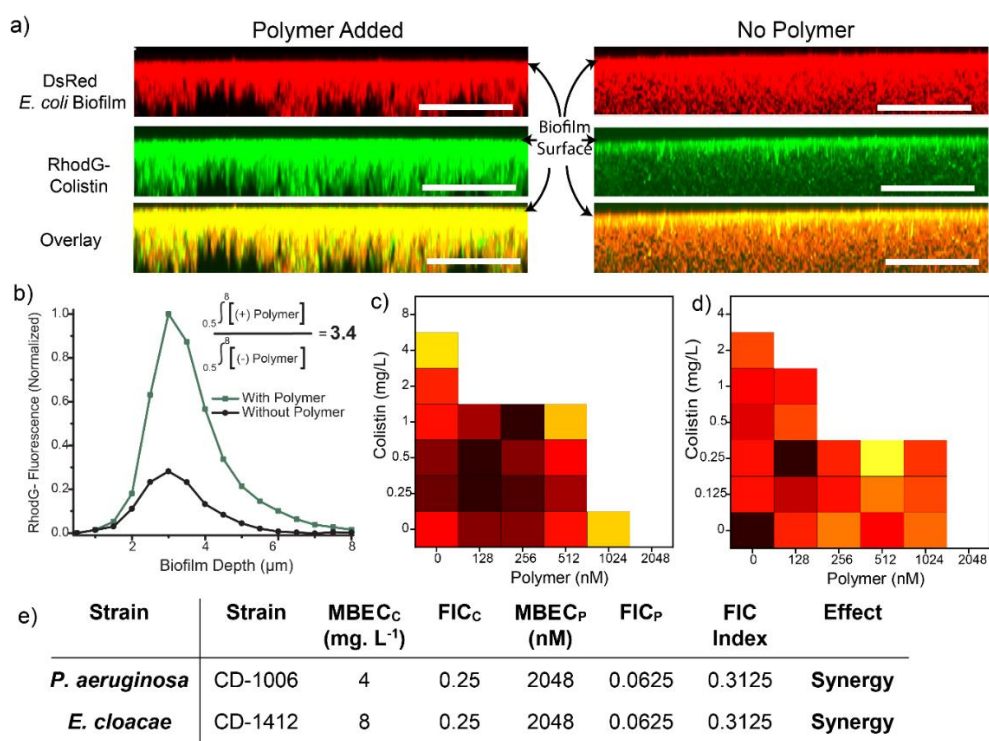 a)
Polymer Added
No Polymer
DsRed
E. coli Biofilm
Biofilm
Surface
RhodG-
Colistin
Overlay
b)
RhodG- Fluorescence (Normalized)
1.0
0.8
0.6
0.4
0.2
0.0
2 4 6 8
Biofilm Depth (µm)
8
∫ [(+) Polymer]
0.5
= 3.4
8
∫ [(-) Polymer]
0.5
With Polymer
Without Polymer
c)
Colistin (mg/L)
8
4
2
1
0.5
0.25
0
0 128 256 512 1024 2048
Polymer (nM)
d)
Colistin (mg/L)
4
2
1
0.5
0.25
0.125
0
0 128 256 512 1024 2048
Polymer (nM)
e)
Strain Strain MBECC (mg. L-1) FICC MBECP (nM) FICP FIC Index Effect
P. aeruginosa CD-1006 4 0.25 2048 0.0625 0.3125 Synergy
E. cloacae CD-1412 8 0.25 2048 0.0625 0.3125 Synergy